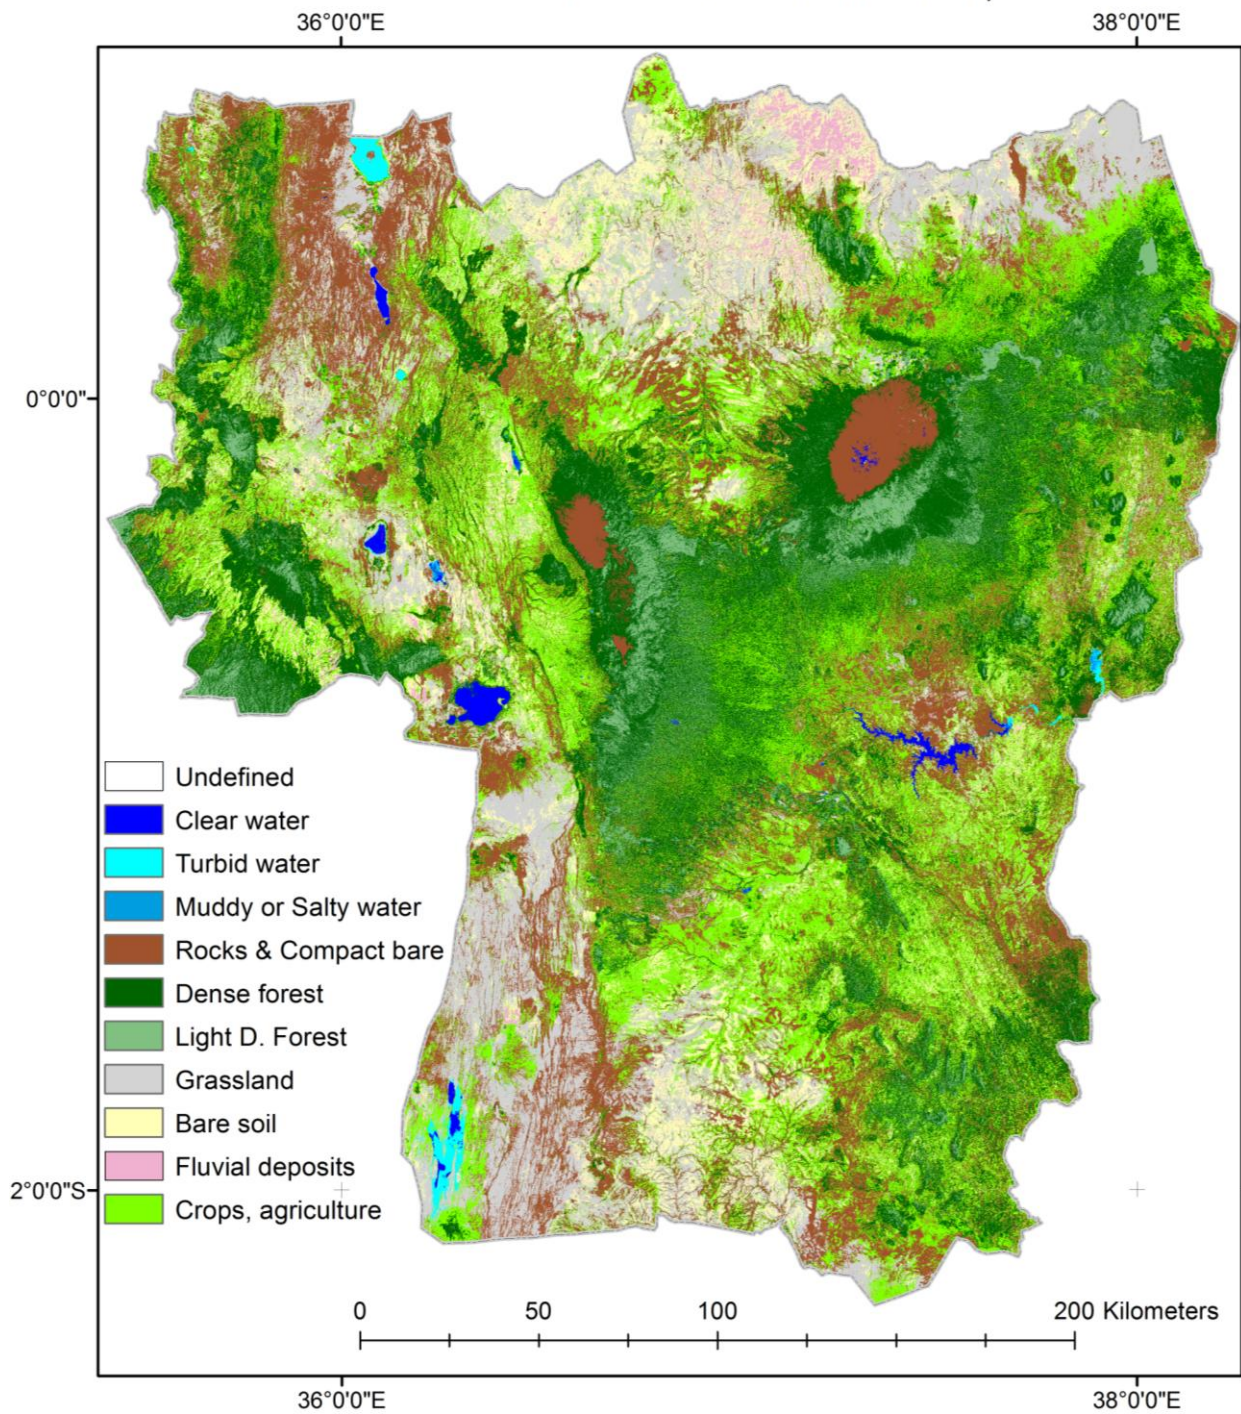 36°0'0"E 38°0'0"E
0°0'0"
Undefined
Clear water
Turbid water
Muddy or Salty water
Rocks & Compact bare
Dense forest
Light D. Forest
Grassland
Bare soil
Fluvial deposits
2°0'0"S
Crops, agriculture
0 50 100 200 Kilometers
36°0'0"E 38°0'0"E